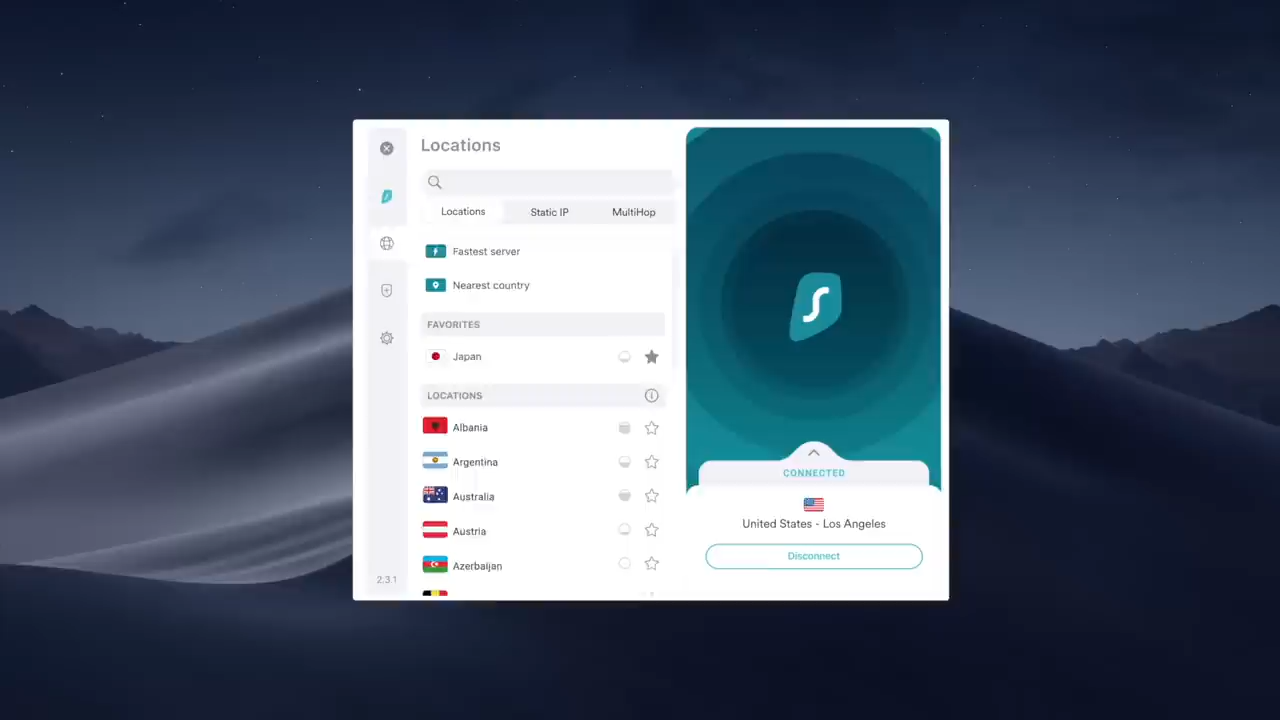 Locations
Locations
Static IP
MultiHop
Fastest server
Nearest country
FAVORITES
Japan
LOCATIONS
Albania
Argentina
Australia
Austria
Azerbaijan
2.3.1
CONNECTED
United States - Los Angeles
Disconnect